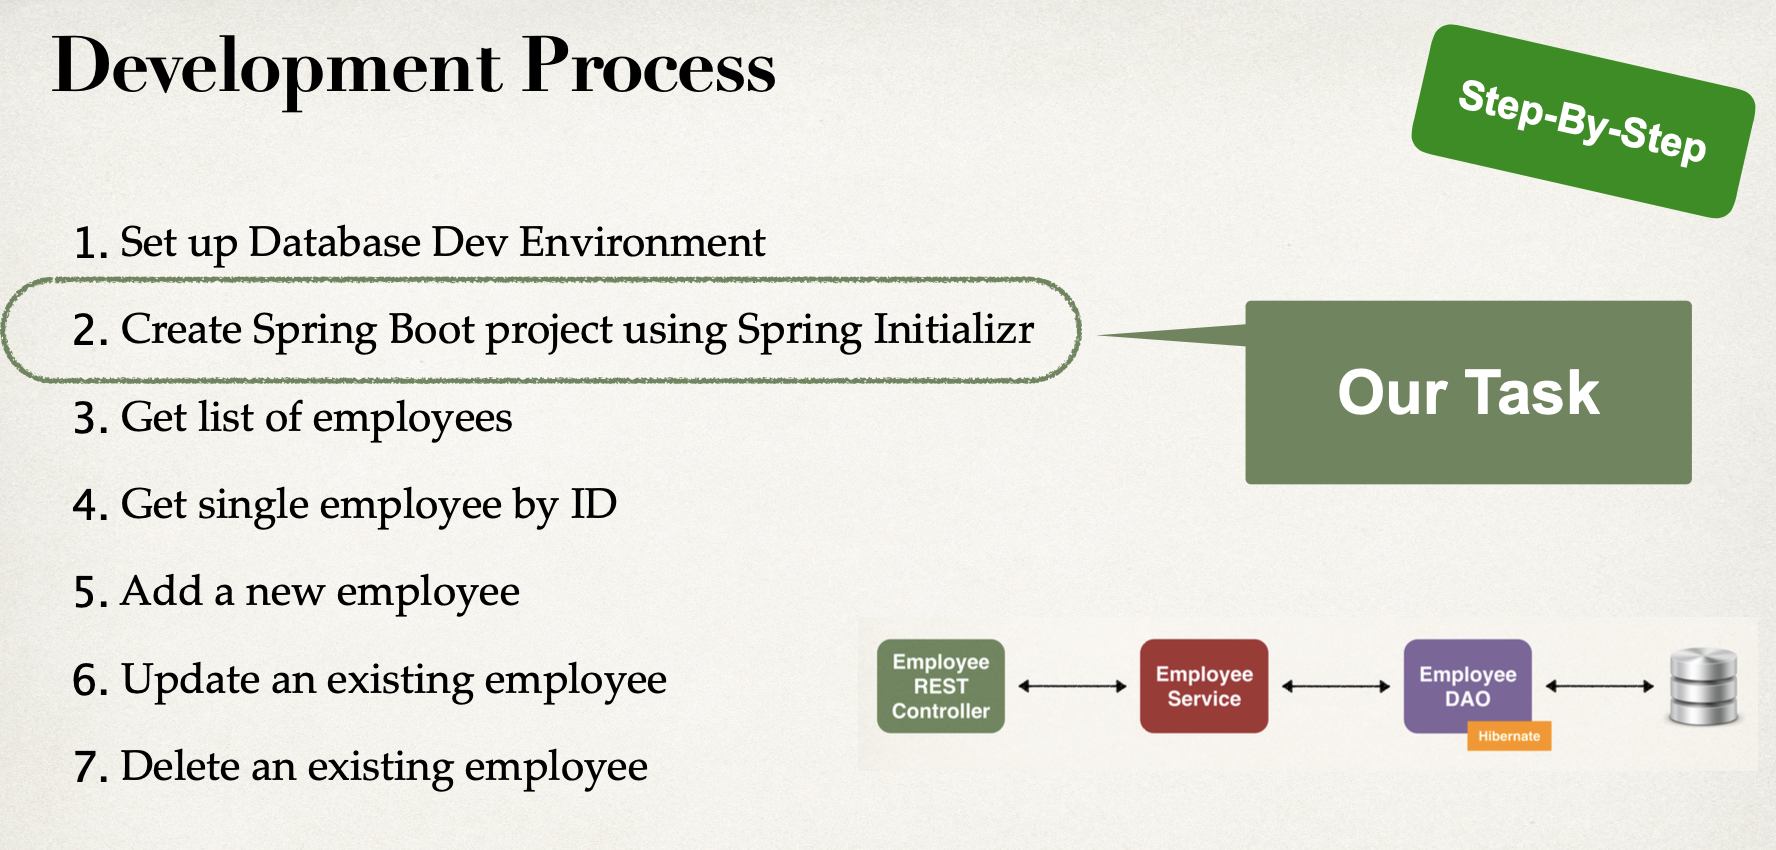 Development Process
Step-By-Step
1. Set up Database Dev Environment
2. Create Spring Boot project using Spring Initializr
Our Task
3. Get list of employees
4. Get single employee by ID
5. Add a new employee
6. Update an existing employee
7. Delete an existing employee
Employee
REST
Controller
Employee
Service
Employee
DAO
Hibernate